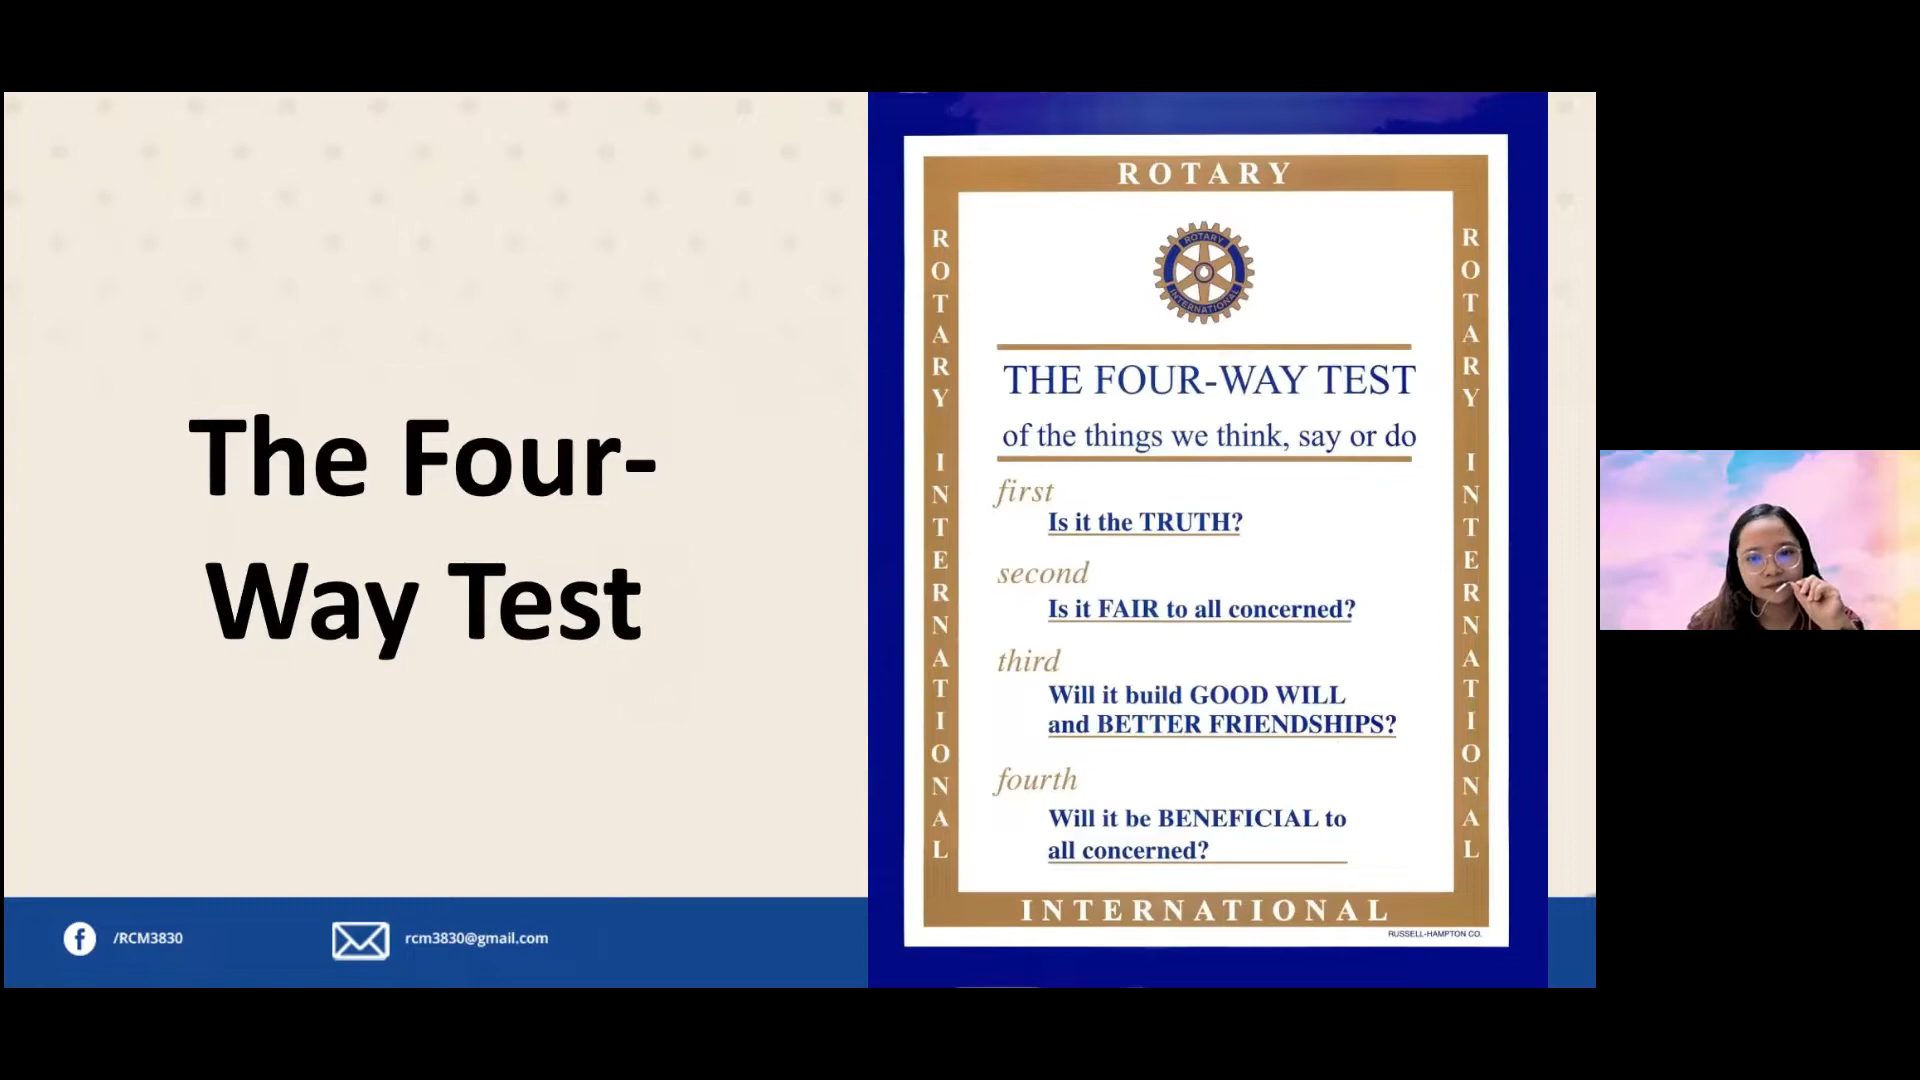 The Four-
Way Test
/RCM3830
rcm3830@gmail.com
ROTARY
ROTARY INTERNATIONAL
ROTARY
INTERNATIONAL
THE FOUR-WAY TEST
of the things we think, say or do
first
Is it the TRUTH?
second
Is it FAIR to all concerned?
third
Will it build GOOD WILL
and BETTER FRIENDSHIPS?
fourth
Will it be BENEFICIAL to
all concerned?
ROTARY INTERNATIONAL
INTERNATIONAL
RUSSELL-HAMPTON CO.